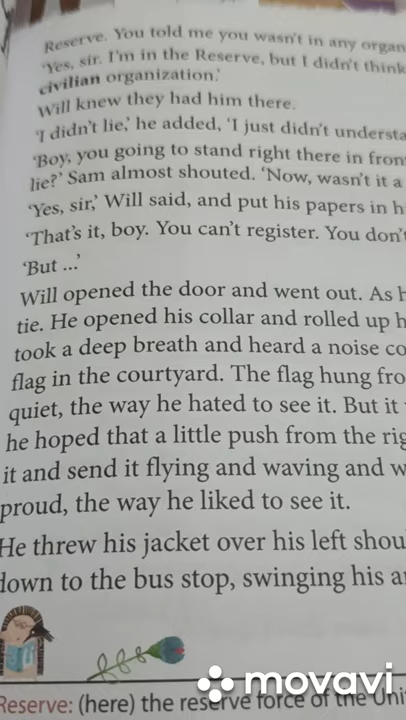 Reserve. You told me you wasn't in any organ
'Yes, sir. I'm in the Reserve, but I didn't think
civilian organization.'
Will knew they had him there.
'I didn't lie,' he added, 'I just didn't understa
'Boy, you going to stand right there in fron
lie?' Sam almost shouted. 'Now, wasn't it a
'Yes, sir,' Will said, and put his papers in h
'That's it, boy. You can't register. You don't
'But ...'
Will opened the door and went out. As h
tie. He opened his collar and rolled up h
took a deep breath and heard a noise co
flag in the courtyard. The flag hung fro
quiet, the way he hated to see it. But it
he hoped that a little push from the rig
it and send it flying and waving and w
proud, the way he liked to see it.
He threw his jacket over his left shou
down to the bus stop, swinging his a
movavi
Reserve: (here) the reserve force of the Uni